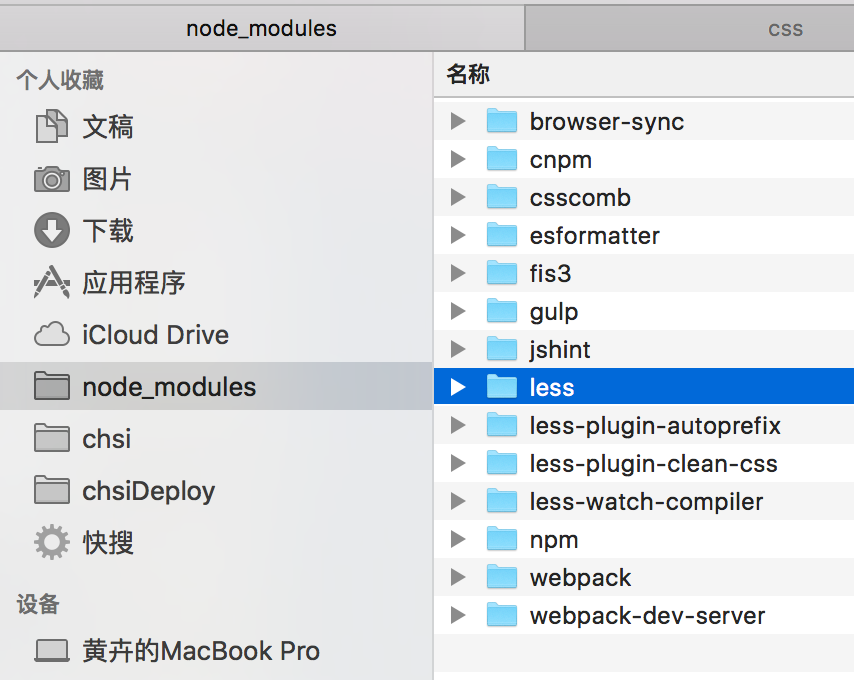 node_modules
css
个人收藏
文稿
图片
下载
应用程序
iCloud Drive
node_modules
chsi
chsiDeploy
快搜
设备
黄卉的MacBook Pro
名称
browser-sync
cnpm
csscomb
esformatter
fis3
gulp
jshint
less
less-plugin-autoprefix
less-plugin-clean-css
less-watch-compiler
npm
webpack
webpack-dev-server